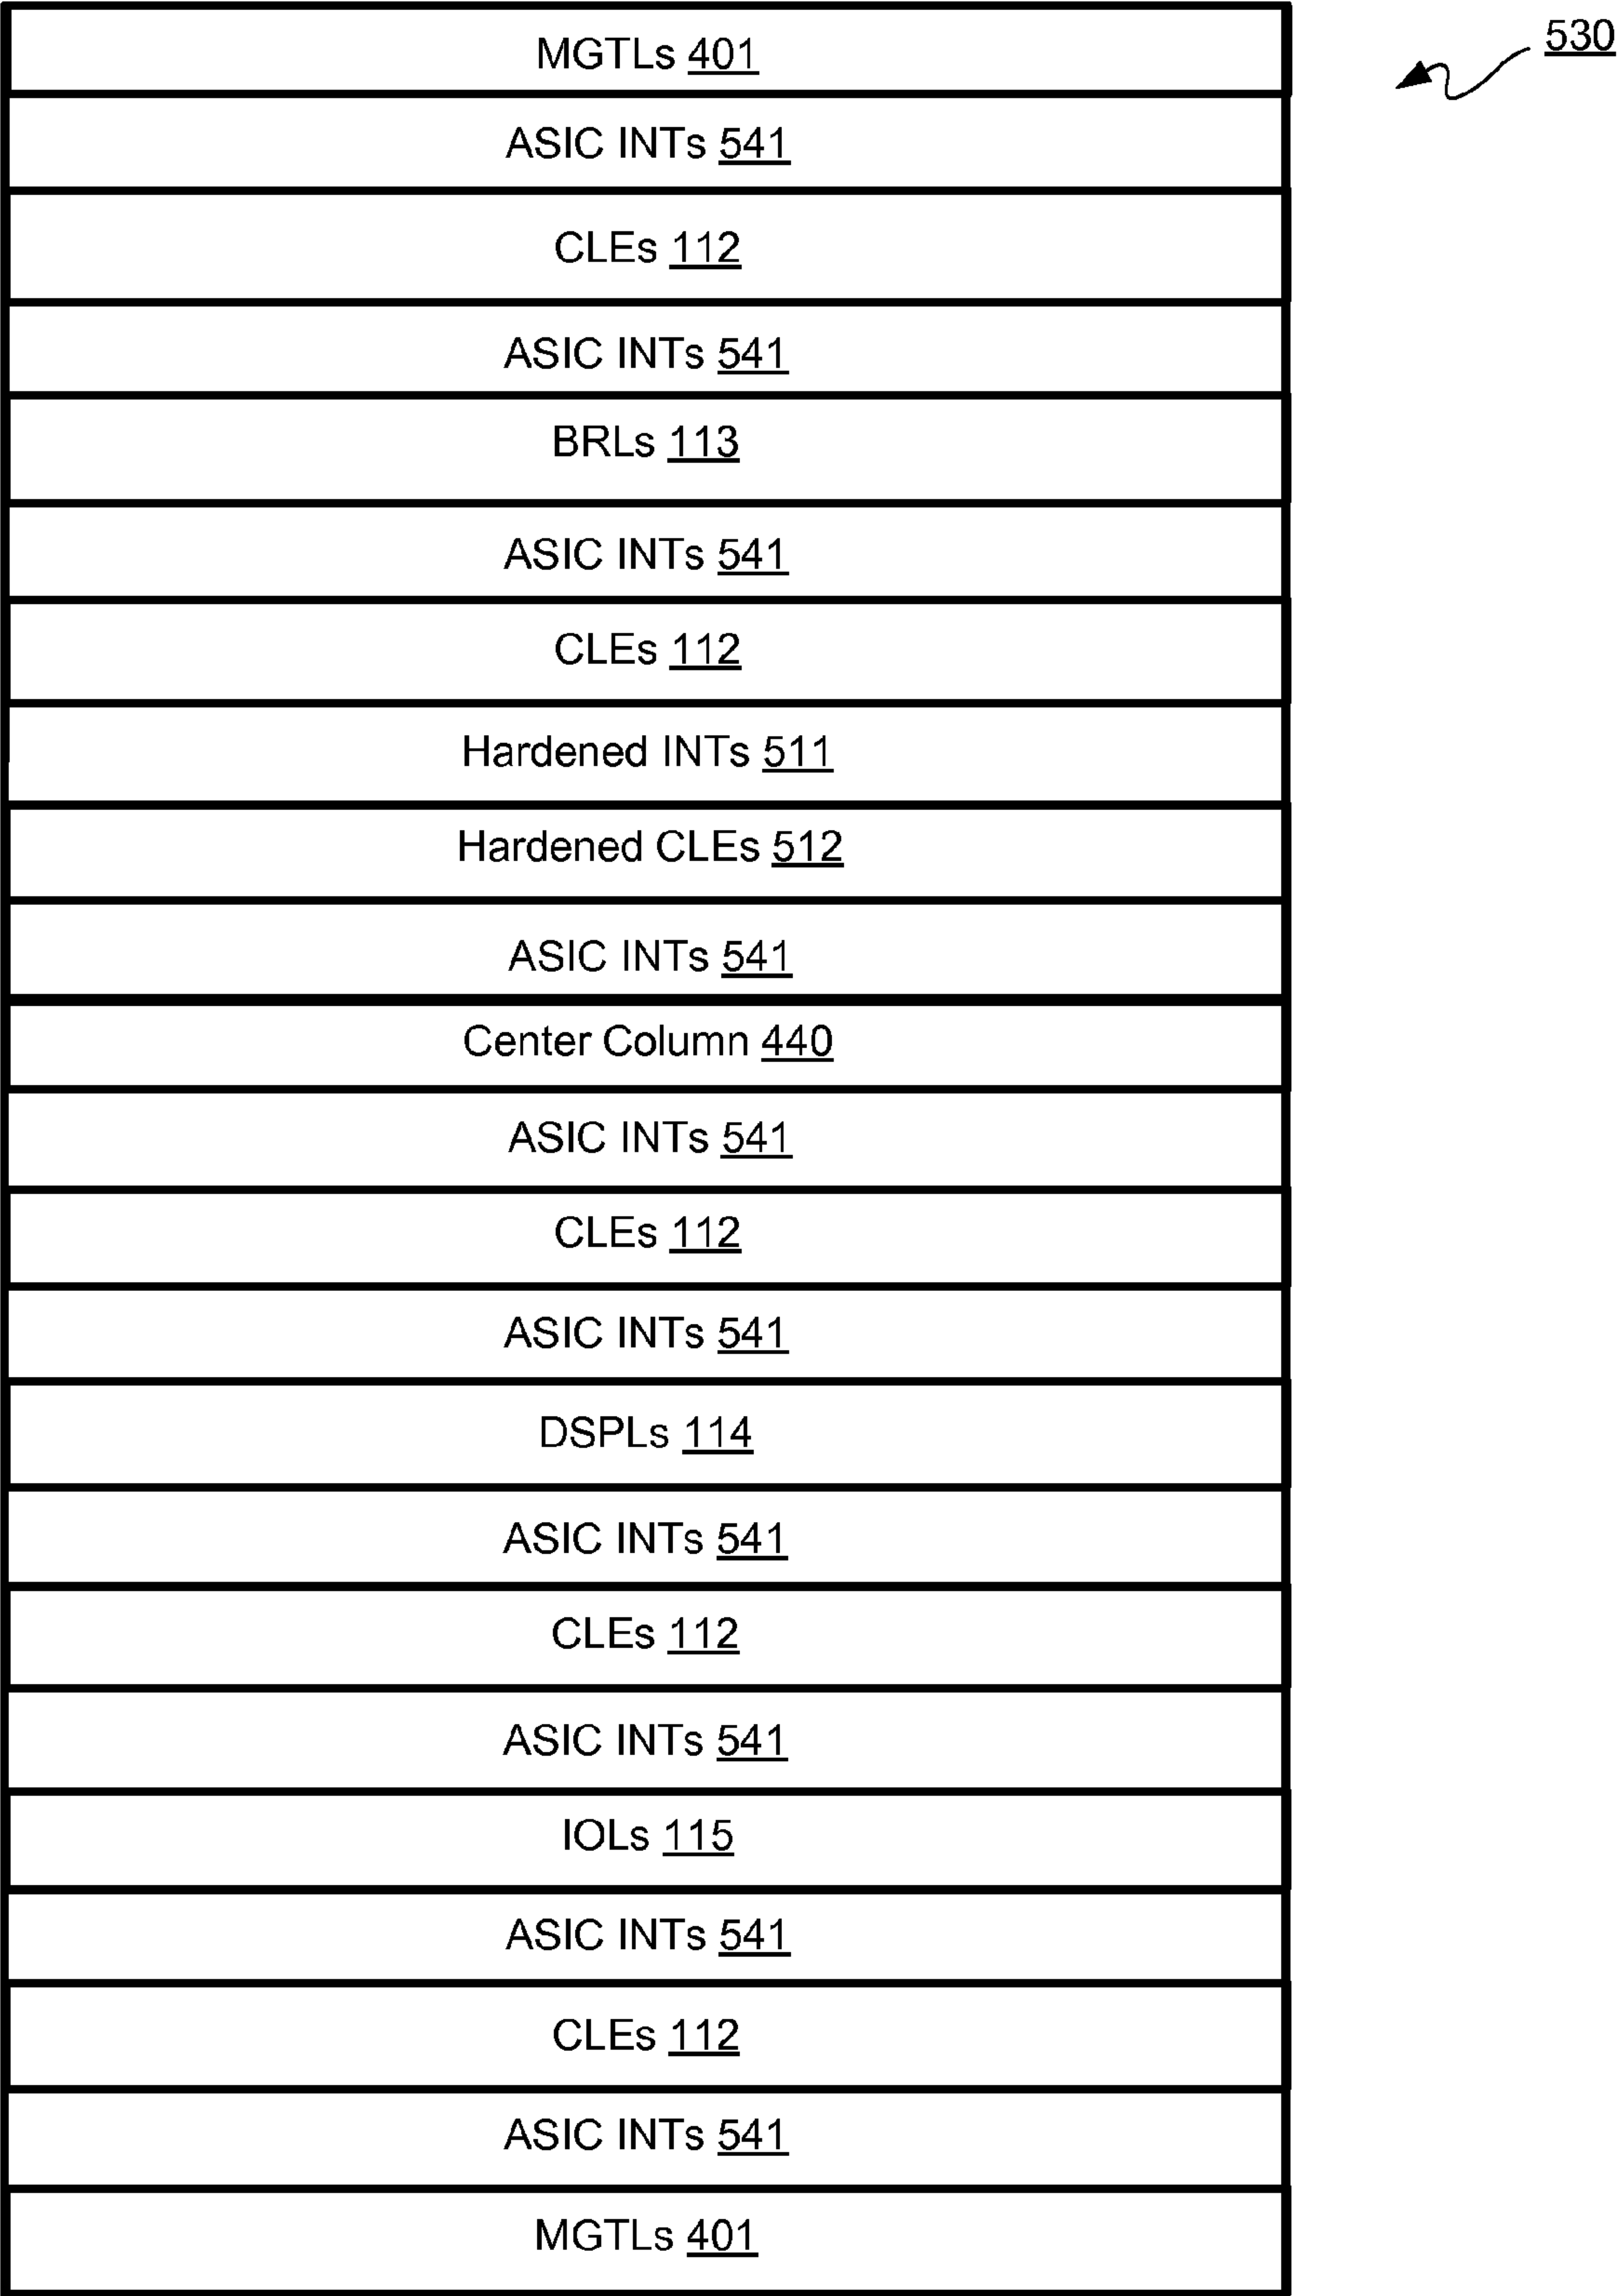 530
MGTLs 401
ASIC INTs 541
CLEs 112
ASIC INTs 541
BRLs 113
ASIC INTs 541
CLEs 112
Hardened INTs 511
Hardened CLEs 512
ASIC INTs 541
Center Column 440
ASIC INTs 541
CLEs 112
ASIC INTs 541
DSPLs 114
ASIC INTs 541
CLEs 112
ASIC INTs 541
IOLs 115
ASIC INTs 541
CLEs 112
ASIC INTs 541
MGTLs 401